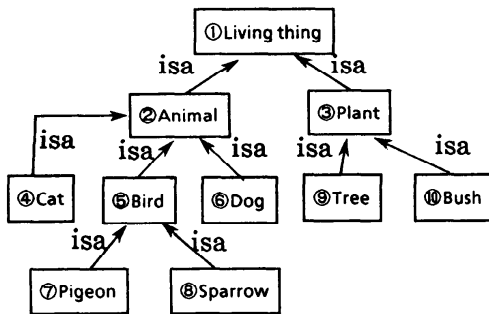 ①Living thing
isa isa
②Animal ③Plant
isa isa isa isa isa
④Cat ⑤Bird ⑥Dog ⑨Tree ⑩Bush
isa isa
⑦Pigeon ⑧Sparrow